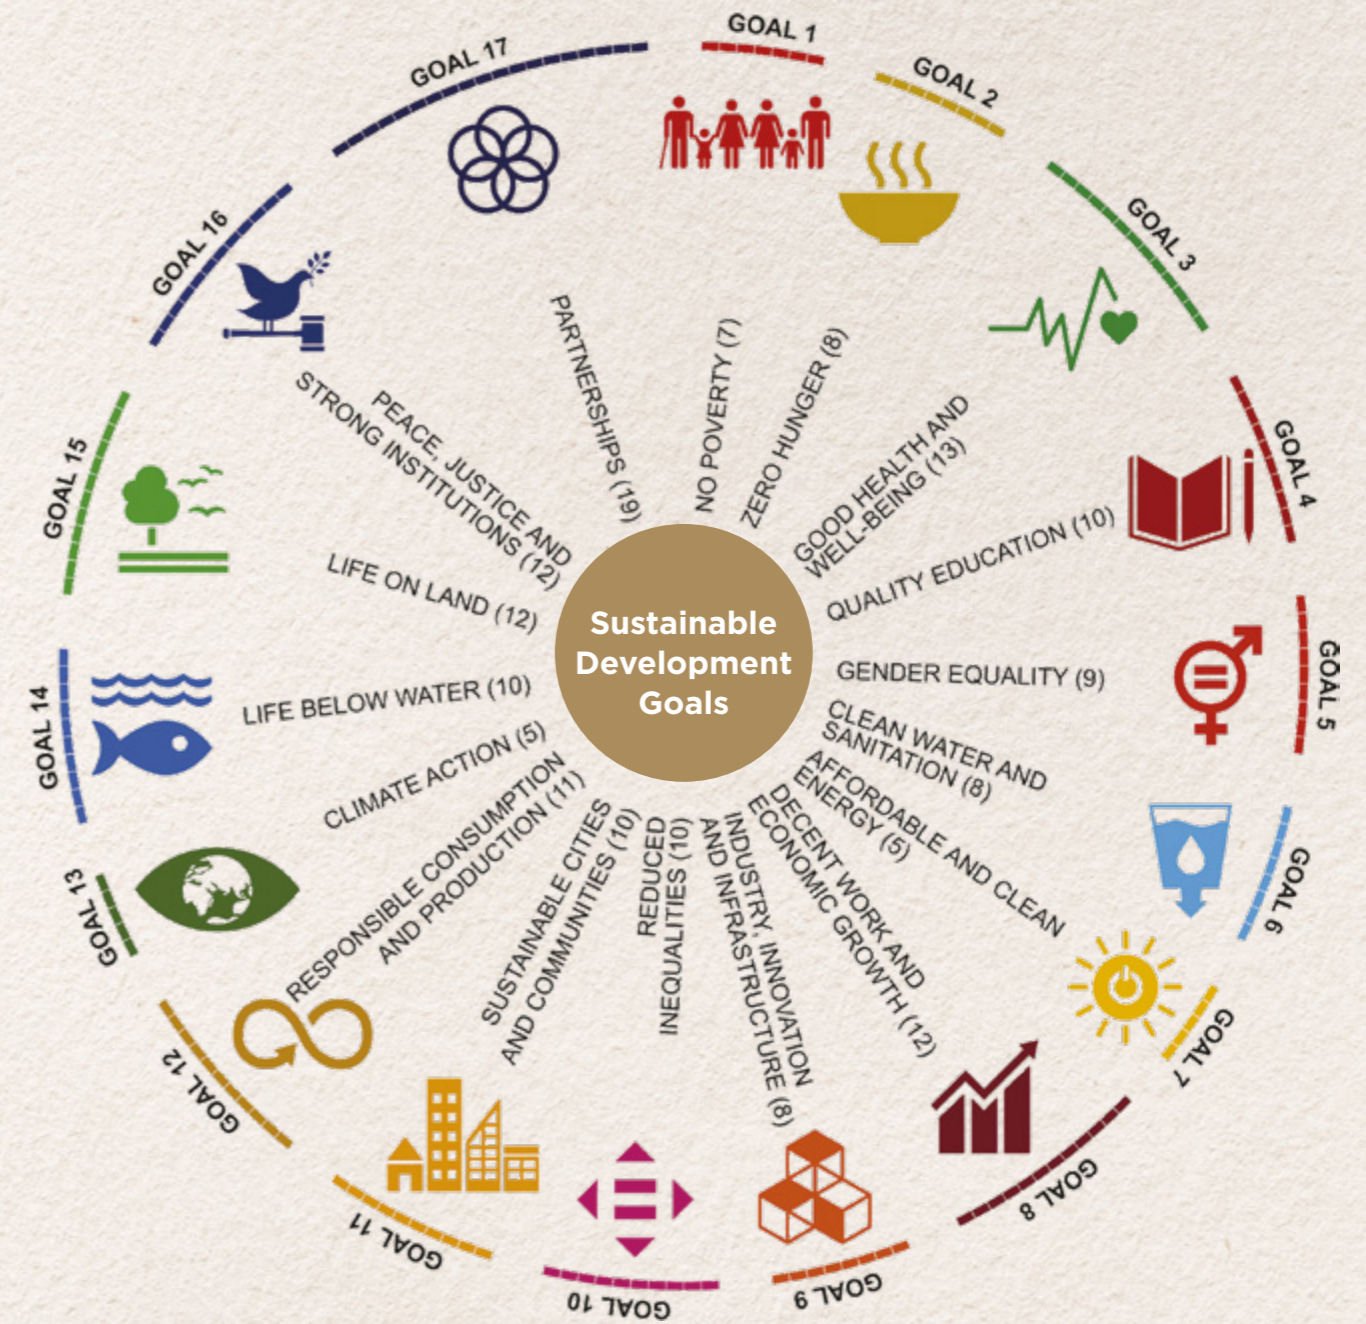 Sustainable
Development
Goals
GOAL 1
NO POVERTY (7)
GOAL 2
ZERO HUNGER (8)
GOAL 3
GOOD HEALTH AND
WELL-BEING (13)
GOAL 4
QUALITY EDUCATION (10)
GOAL 5
GENDER EQUALITY (9)
GOAL 6
CLEAN WATER AND
SANITATION (8)
GOAL 7
AFFORDABLE AND CLEAN
ENERGY (5)
GOAL 8
DECENT WORK AND
ECONOMIC GROWTH (12)
GOAL 9
INDUSTRY, INNOVATION
AND INFRASTRUCTURE (8)
GOAL 10
REDUCED
INEQUALITIES (10)
GOAL 11
SUSTAINABLE CITIES
AND COMMUNITIES (10)
GOAL 12
RESPONSIBLE CONSUMPTION
AND PRODUCTION (11)
GOAL 13
CLIMATE ACTION (5)
GOAL 14
LIFE BELOW WATER (10)
GOAL 15
LIFE ON LAND (12)
GOAL 16
PEACE, JUSTICE AND
STRONG INSTITUTIONS (12)
GOAL 17
PARTNERSHIPS (19)